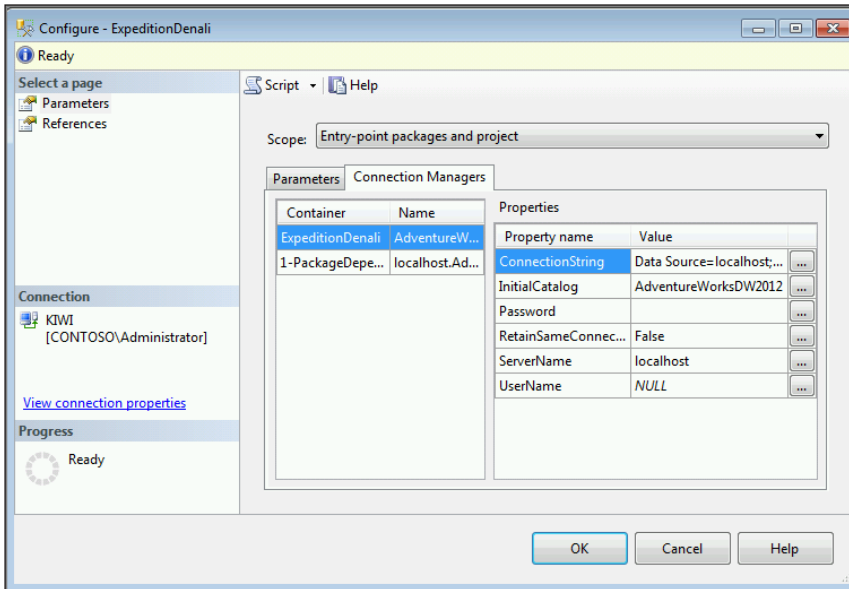 Configure - ExpeditionDenali
Ready
Select a page
Parameters
References
Script
Help
Scope: Entry-point packages and project
Parameters
Connection Managers
Container Name
ExpeditionDenali AdventureW...
1-PackageDepe... localhost.Ad...
Properties
Property name Value
ConnectionString Data Source=localhost;... ...
InitialCatalog AdventureWorksDW2012 ...
Password ...
RetainSameConnec... False ...
ServerName localhost ...
UserName NULL ...
Connection
KIWI
[CONTOSO\Administrator]
View connection properties
Progress
Ready
OK
Cancel
Help